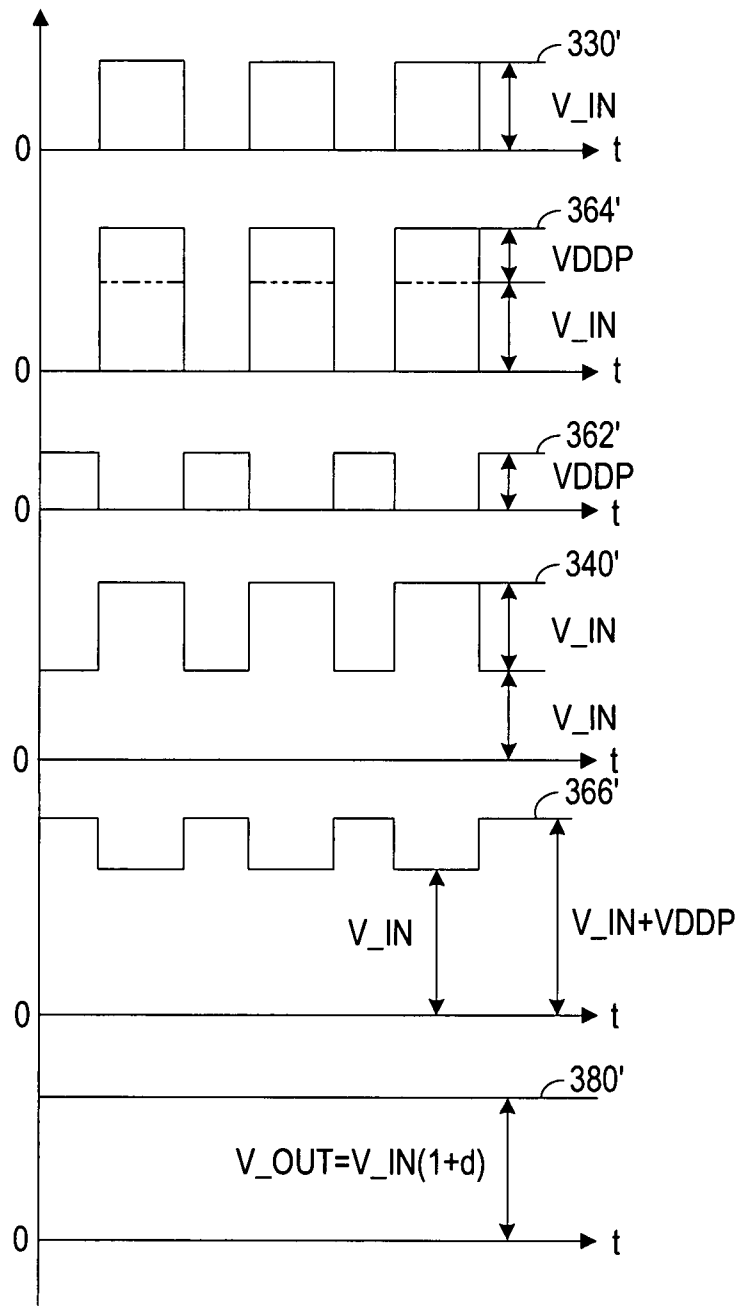 330'
V_IN
0
t
364'
VDDP
V_IN
0
t
362'
VDDP
0
t
340'
V_IN
V_IN
0
t
366'
V_IN
V_IN+VDDP
0
t
380'
V_OUT=V_IN(1+d)
0
t